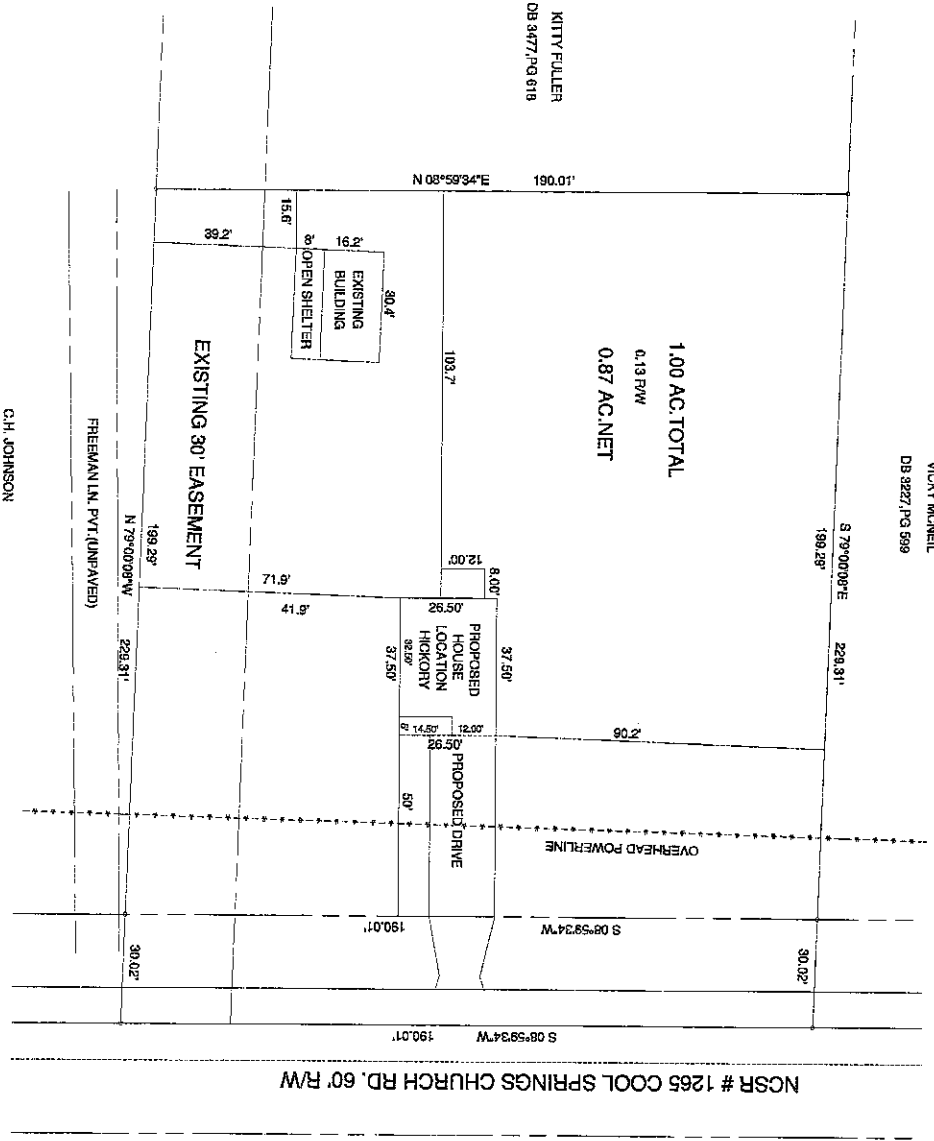 KITTY FULLER
DB 3477,PG 618
MCNEIL
DB 3227,PG 599
S 79°00'08"E 229.31'
199.29'
N 08°59'34"E 190.01'
1.00 AC.TOTAL
0.13 R/W
0.87 AC.NET
15.6'
39.2'
8'
16.2'
30.4'
OPEN SHELTER
EXISTING
BUILDING
103.7'
EXISTING 30' EASEMENT
FREEMAN LN. PVT.(UNPAVED)
C.H. JOHNSON
N 79°00'08"W 229.31'
199.29'
71.9'
41.9'
12.00'
8.00'
26.50'
37.50'
PROPOSED
HOUSE
LOCATION
HICKORY
32.50'
37.50'
8'
14.50'
12.00'
26.50'
90.2'
PROPOSED DRIVE
50'
OVERHEAD POWERLINE
S 08°59'34"W
190.01'
30.02'
30.02'
S 08°59'34"W 190.01'
NCSR # 1265 COOL SPRINGS CHURCH RD. 60' R/W